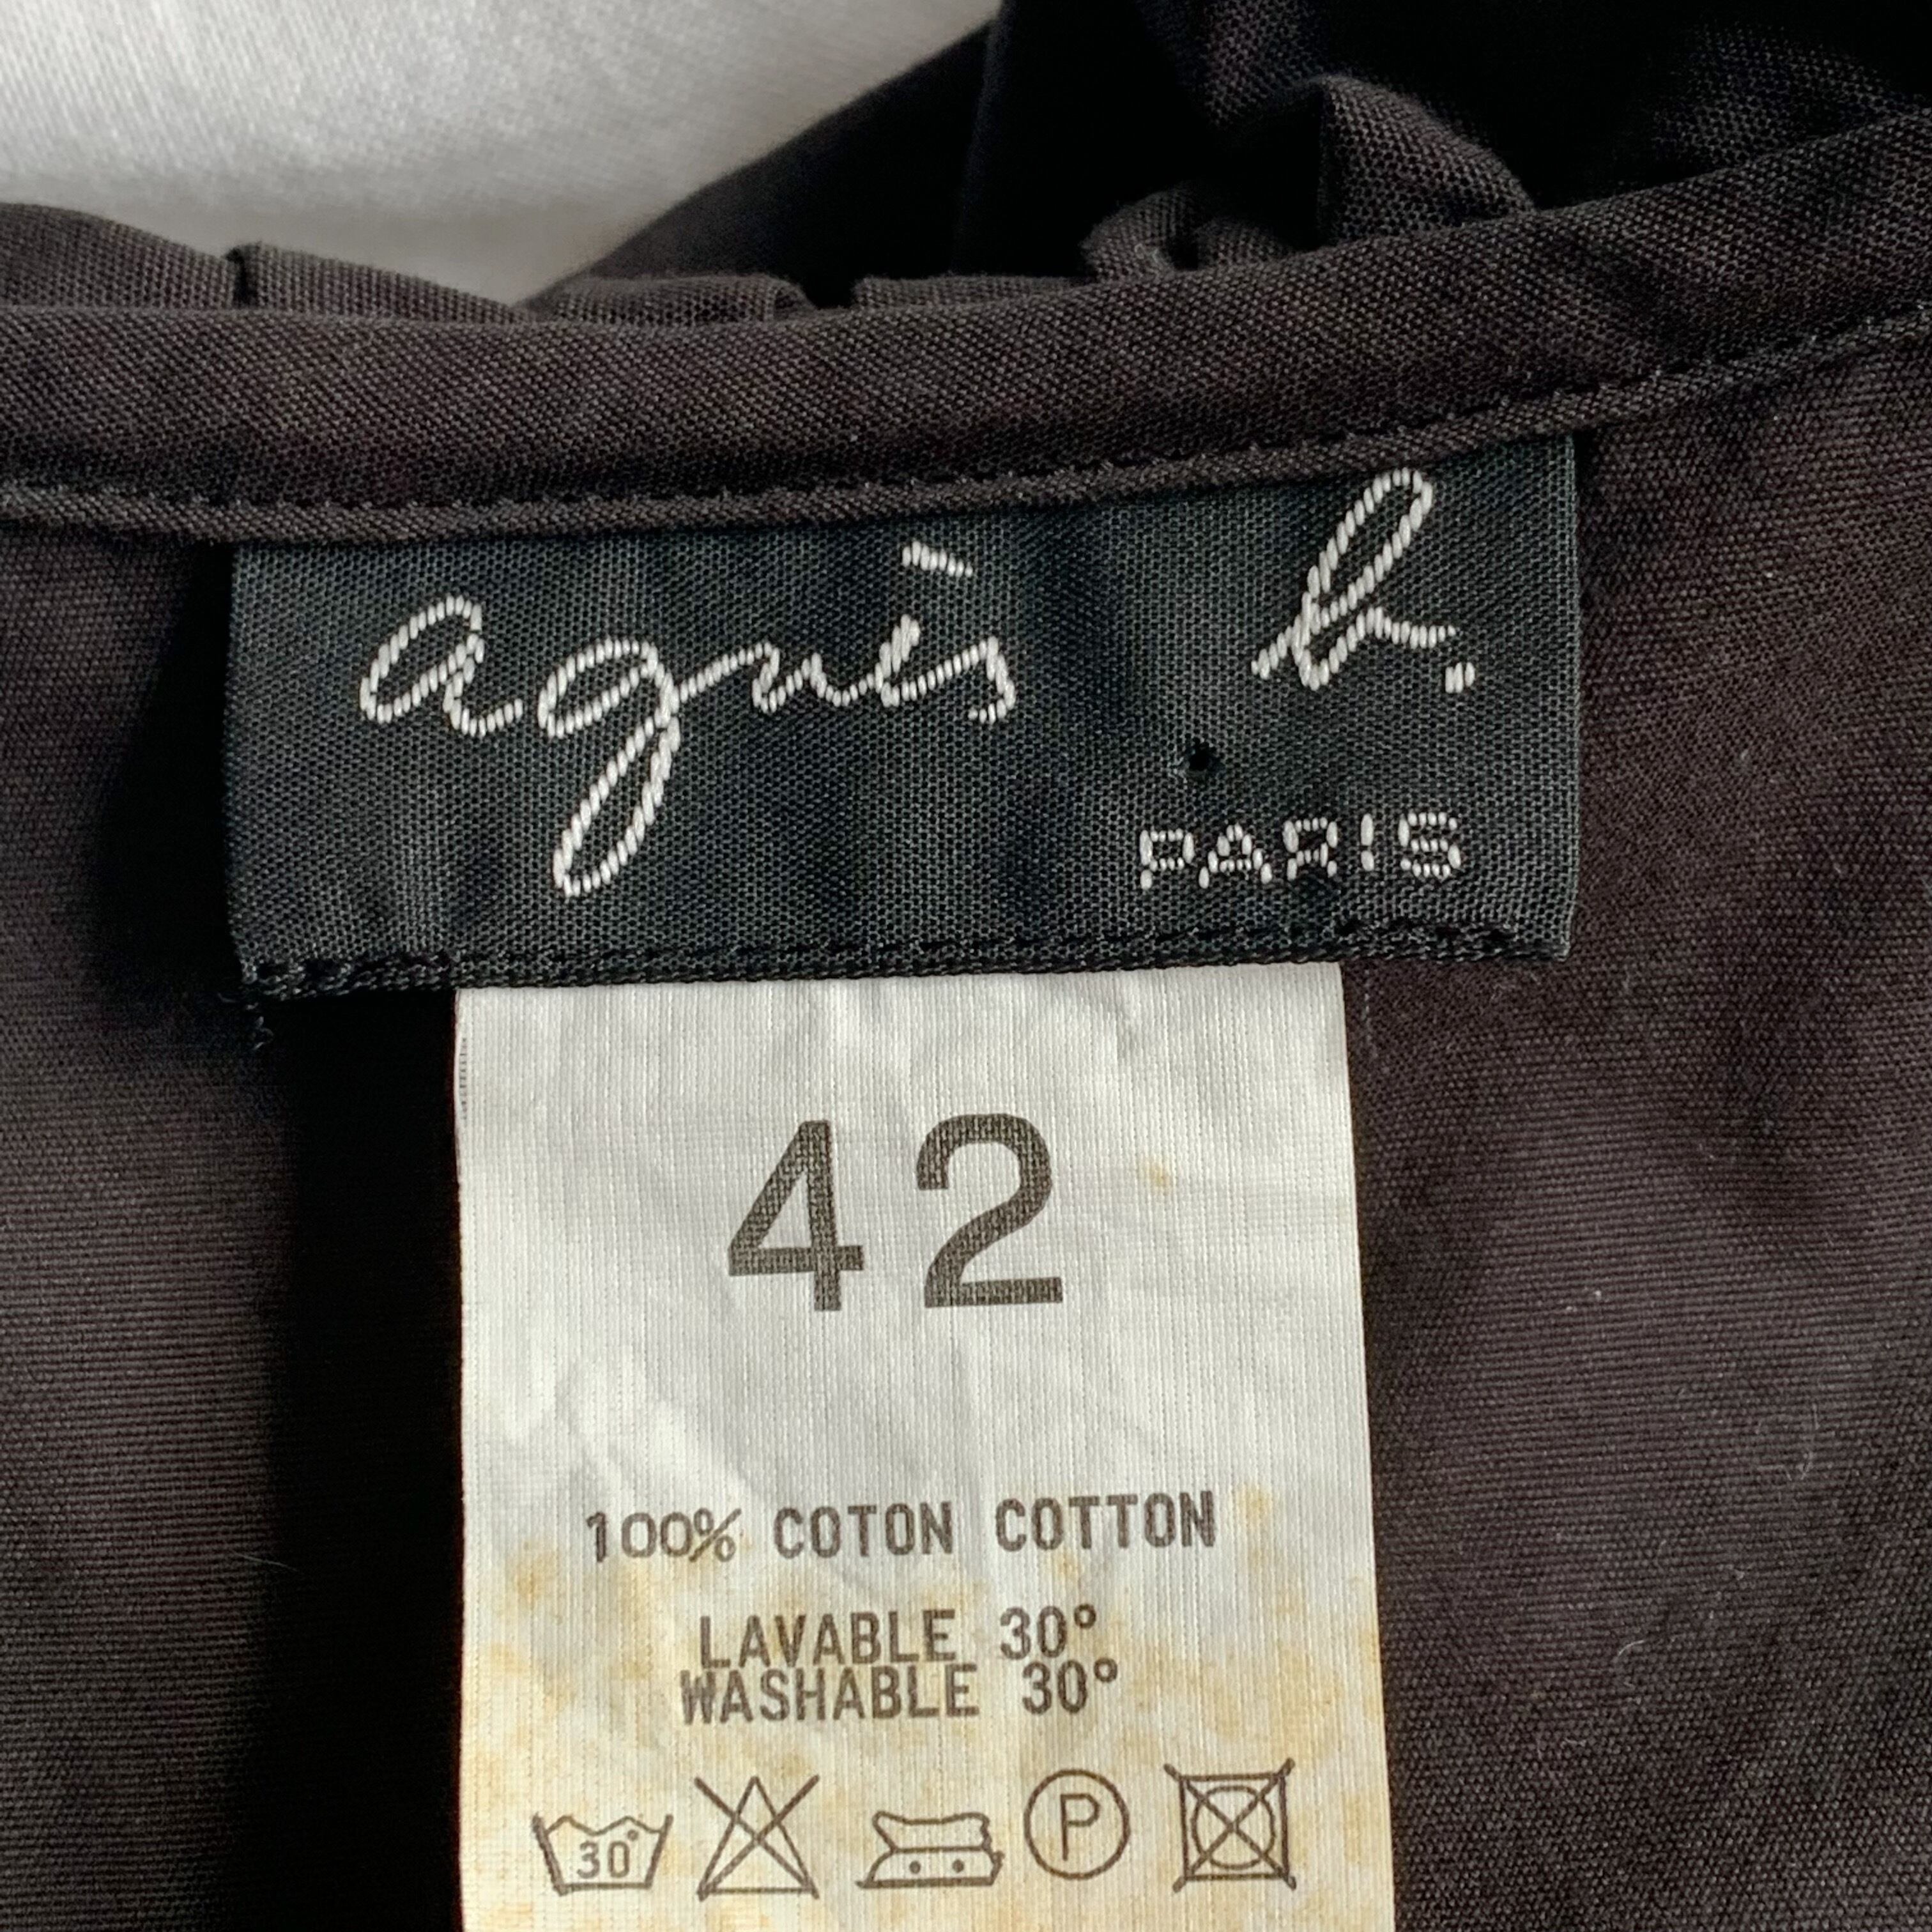 agnès b.
PARIS
42
100% COTON COTTON
LAVABLE 30°
WASHABLE 30°
30° P